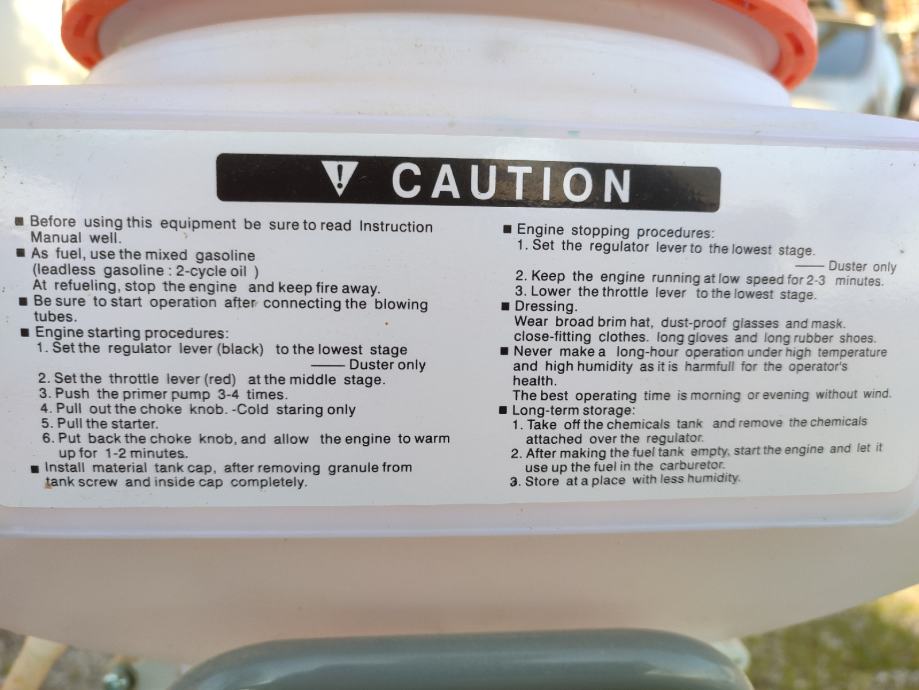 CAUTION
■ Before using this equipment be sure to read Instruction
Manual well.
■ As fuel, use the mixed gasoline
(leadless gasoline : 2-cycle oil )
At refueling, stop the engine and keep fire away.
■ Be sure to start operation after connecting the blowing
tubes.
■ Engine starting procedures:
1. Set the regulator lever (black) to the lowest stage
—— Duster only
2. Set the throttle lever (red) at the middle stage.
3. Push the primer pump 3-4 times.
4. Pull out the choke knob. -Cold staring only
5. Pull the starter.
6. Put back the choke knob, and allow the engine to warm
up for 1-2 minutes.
■ Install material tank cap, after removing granule from
tank screw and inside cap completely.
■ Engine stopping procedures:
1. Set the regulator lever to the lowest stage.
—— Duster only
2. Keep the engine running at low speed for 2-3 minutes.
3. Lower the throttle lever to the lowest stage.
■ Dressing.
Wear broad brim hat, dust-proof glasses and mask.
close-fitting clothes. long gloves and long rubber shoes.
■ Never make a long-hour operation under high temperature
and high humidity as it is harmfull for the operator's
health.
The best operating time is morning or evening without wind.
■ Long-term storage:
1. Take off the chemicals tank and remove the chemicals
attached over the regulator.
2. After making the fuel tank empty, start the engine and let it
use up the fuel in the carburetor.
3. Store at a place with less humidity.